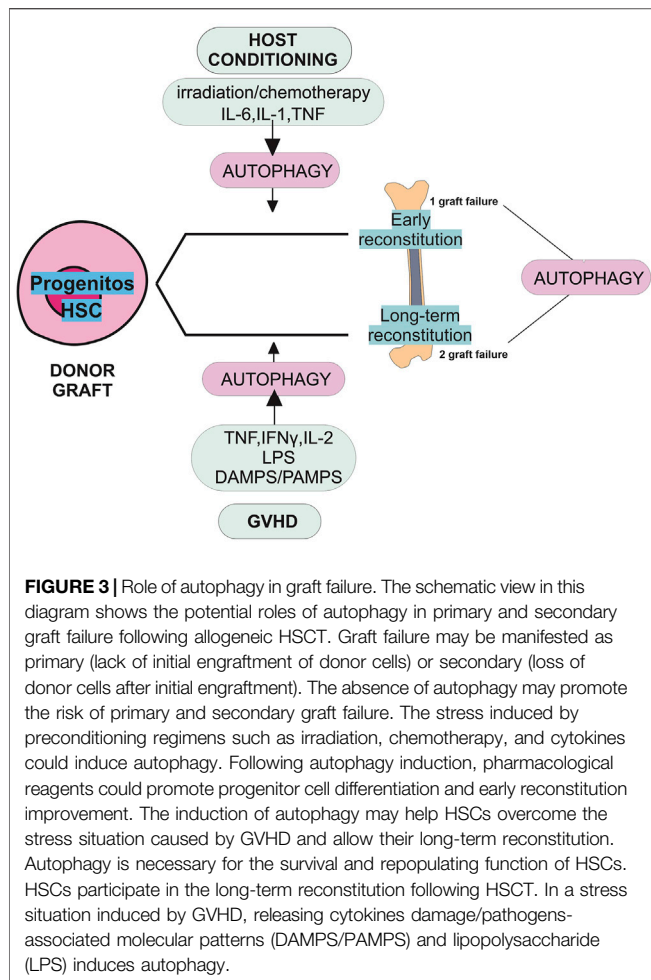 HOST
CONDITIONING
irradiation/chemotherapy
IL-6,IL-1,TNF
AUTOPHAGY
1 graft failure
Early
reconstitution
Progenitos
HSC
AUTOPHAGY
Long-term
reconstitution
2 graft failure
DONOR
GRAFT
AUTOPHAGY
TNF,IFNγ,IL-2
LPS
DAMPS/PAMPS
GVHD
FIGURE 3 | Role of autophagy in graft failure. The schematic view in this
diagram shows the potential roles of autophagy in primary and secondary
graft failure following allogeneic HSCT. Graft failure may be manifested as
primary (lack of initial engraftment of donor cells) or secondary (loss of
donor cells after initial engraftment). The absence of autophagy may promote
the risk of primary and secondary graft failure. The stress induced by
preconditioning regimens such as irradiation, chemotherapy, and cytokines
could induce autophagy. Following autophagy induction, pharmacological
reagents could promote progenitor cell differentiation and early reconstitution
improvement. The induction of autophagy may help HSCs overcome the
stress situation caused by GVHD and allow their long-term reconstitution.
Autophagy is necessary for the survival and repopulating function of HSCs.
HSCs participate in the long-term reconstitution following HSCT. In a stress
situation induced by GVHD, releasing cytokines damage/pathogens-
associated molecular patterns (DAMPS/PAMPS) and lipopolysaccharide
(LPS) induces autophagy.